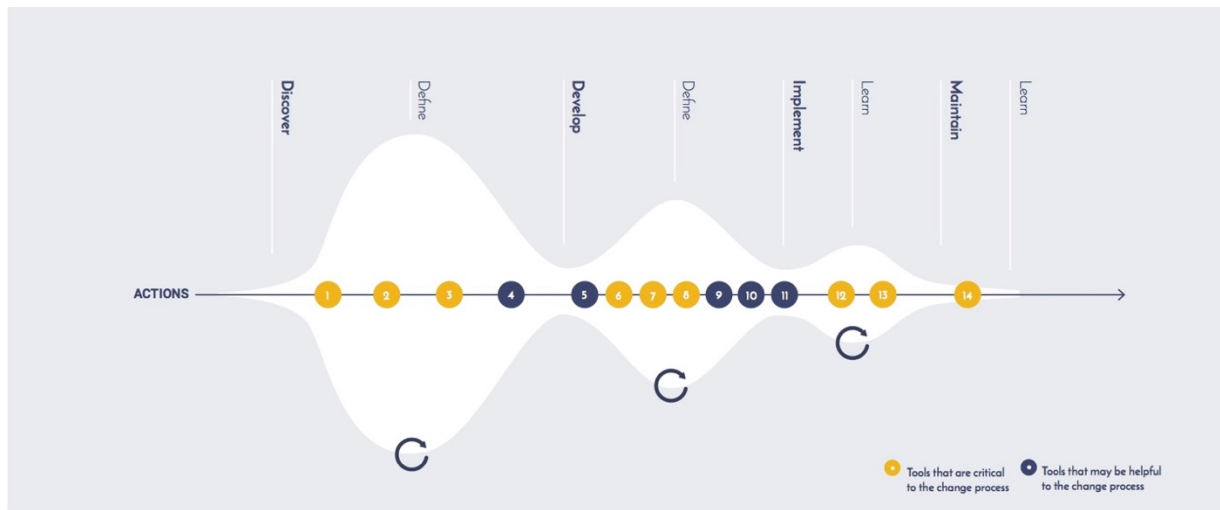 Discover
Define
Develop
Define
Implement
Learn
Maintain
Learn
ACTIONS
1
2
3
4
5
6
7
8
9
10
11
12
13
14
Tools that are critical
to the change process
Tools that may be helpful
to the change process